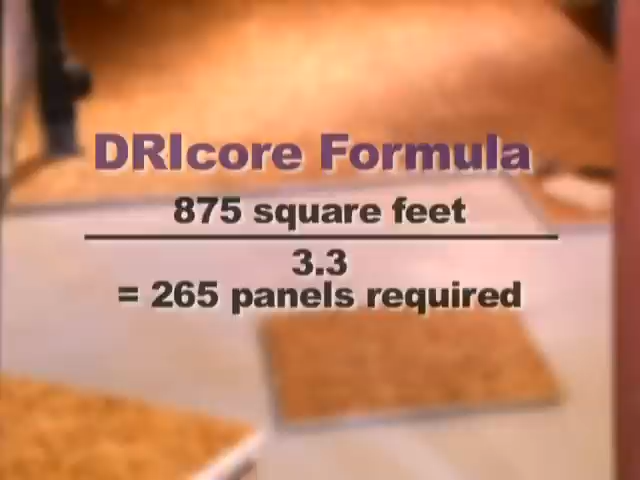 DRIcore Formula
875 square feet
3.3
= 265 panels required